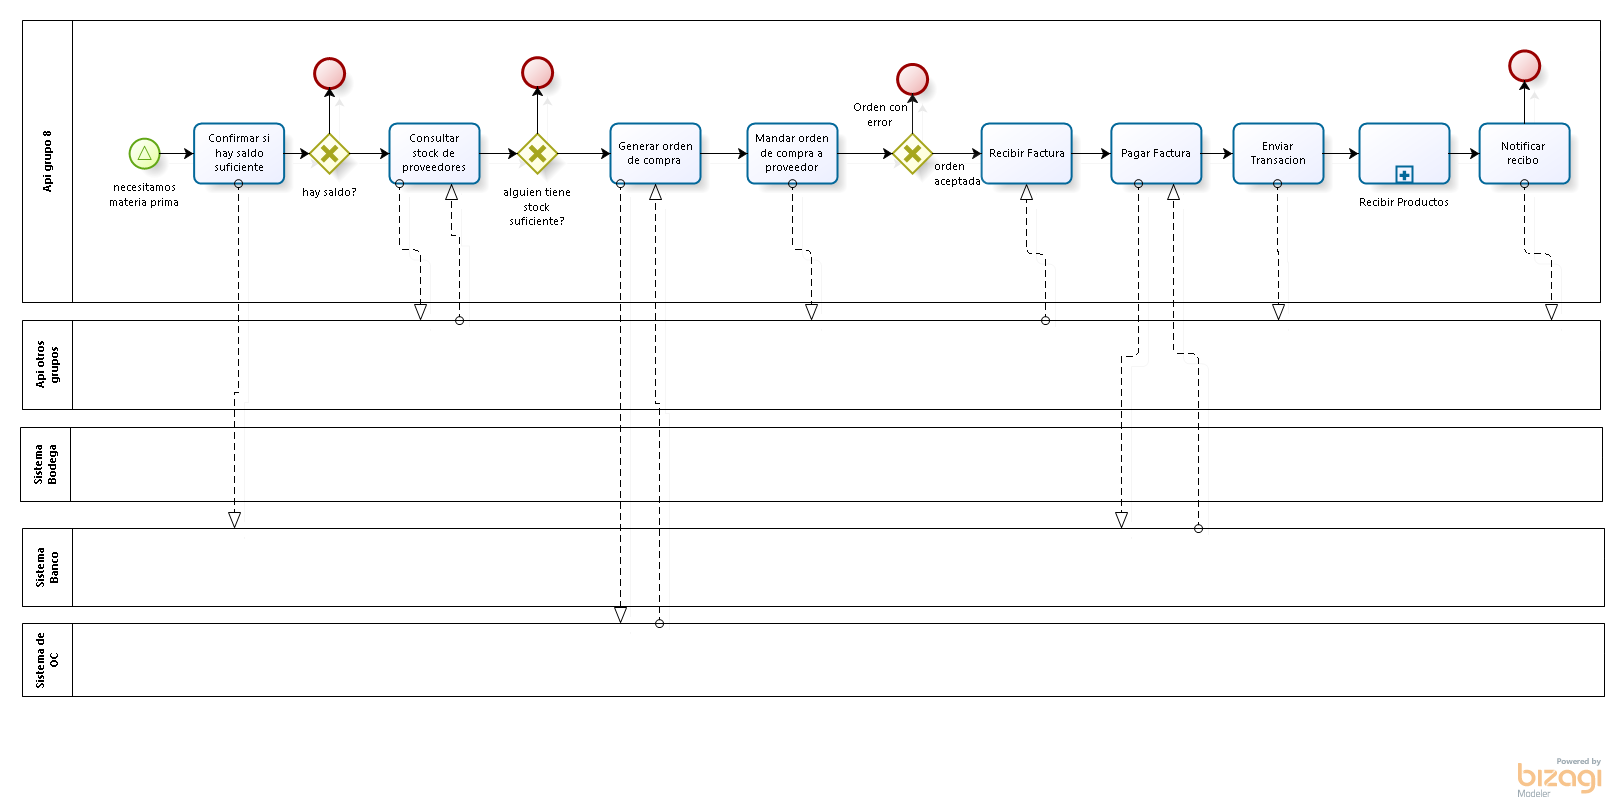 Api grupo 8
necesitamos
materia prima
Confirmar si
hay saldo
suficiente
hay saldo?
Consultar
stock de
proveedores
alguien tiene
stock
suficiente?
Generar orden
de compra
Mandar orden
de compra a
proveedor
Orden con
error
orden
aceptada
Recibir Factura
Pagar Factura
Enviar
Transacion
Recibir Productos
Notificar
recibo
Api otros
grupos
Sistema
Bodega
Sistema
Banco
Sistema de
OC
Powered by
bizagi
Modeler